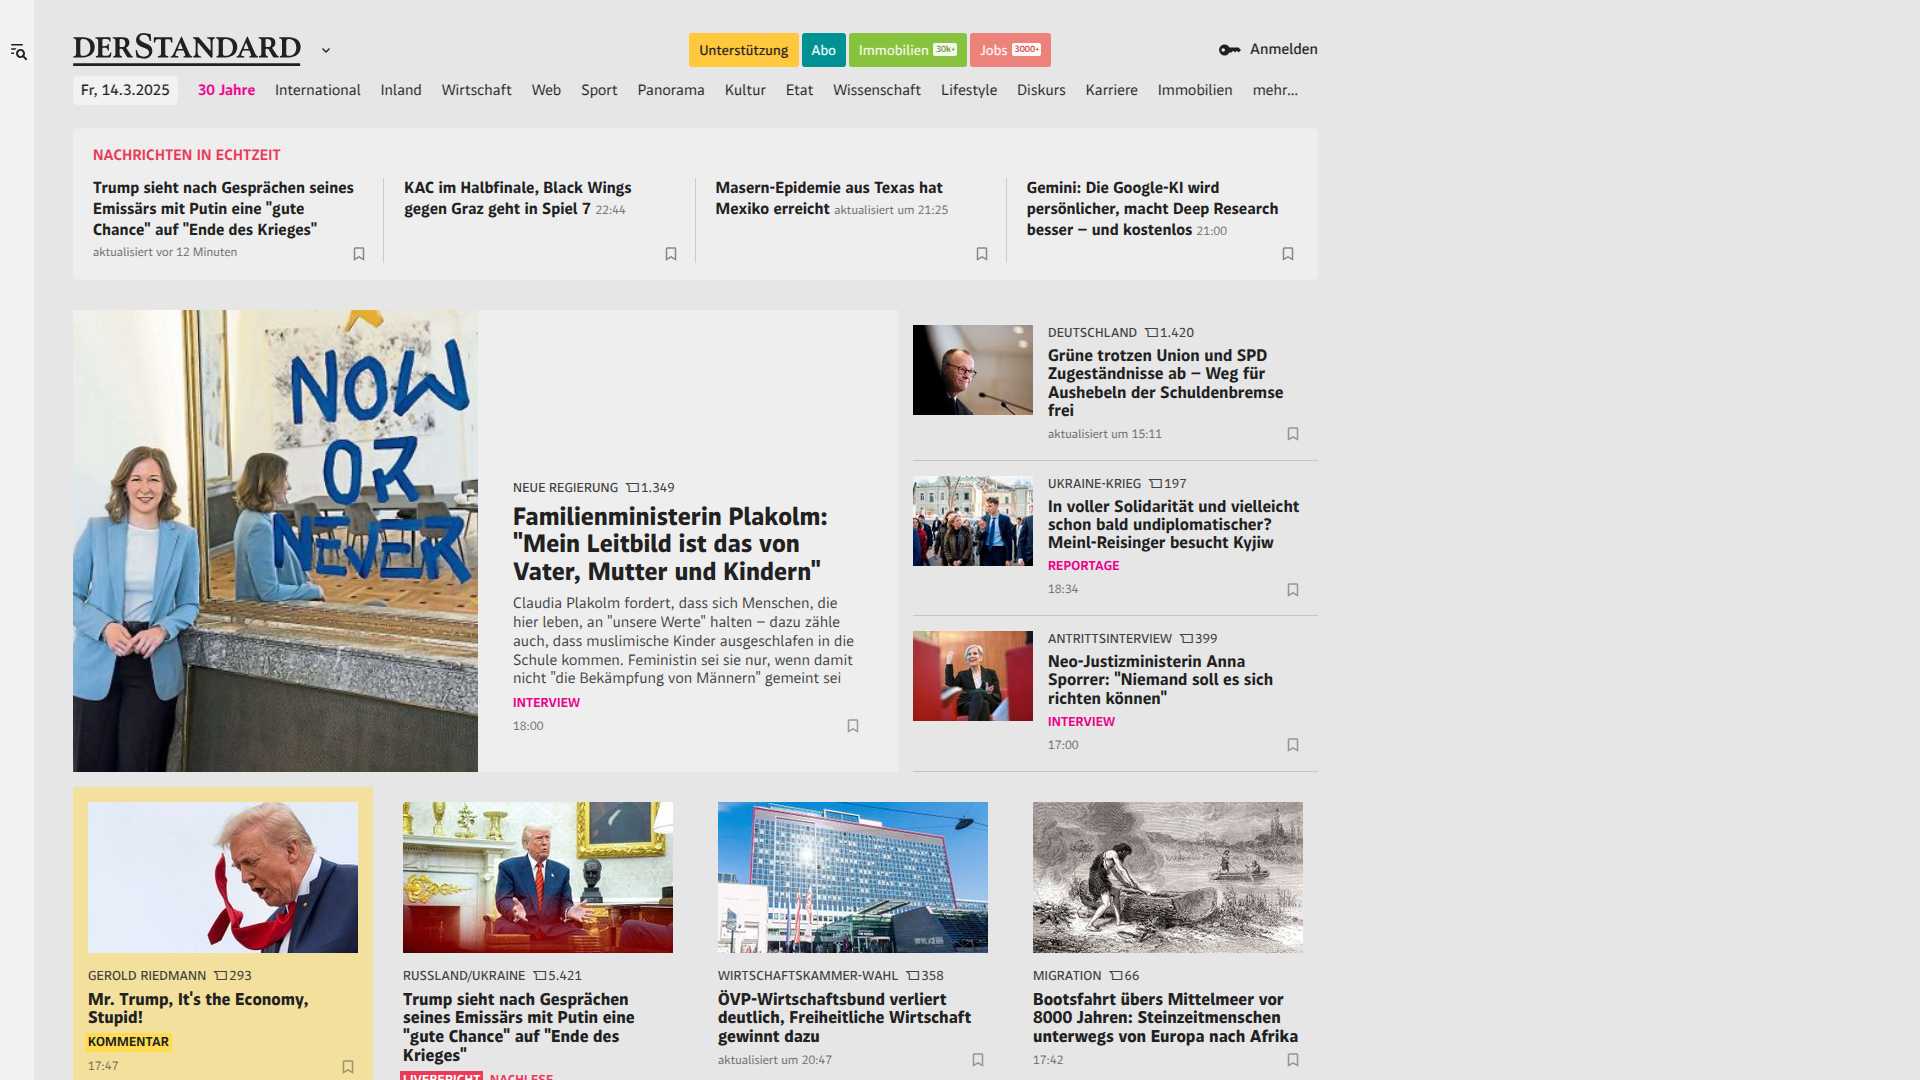 DERSTANDARD
Unterstützung
Abo
Immobilien 30k+
Jobs 3000+
Anmelden
Fr, 14.3.2025
30 Jahre
International
Inland
Wirtschaft
Web
Sport
Panorama
Kultur
Etat
Wissenschaft
Lifestyle
Diskurs
Karriere
Immobilien
mehr...
NACHRICHTEN IN ECHTZEIT
Trump sieht nach Gesprächen seines
Emissärs mit Putin eine "gute
Chance" auf "Ende des Krieges"
aktualisiert vor 12 Minuten
KAC im Halbfinale, Black Wings
gegen Graz geht in Spiel 7 22:44
Masern-Epidemie aus Texas hat
Mexiko erreicht aktualisiert um 21:25
Gemini: Die Google-KI wird
persönlicher, macht Deep Research
besser – und kostenlos 21:00
NOW
OR
NEVER
NEUE REGIERUNG 1.349
Familienministerin Plakolm:
"Mein Leitbild ist das von
Vater, Mutter und Kindern"
Claudia Plakolm fordert, dass sich Menschen, die
hier leben, an "unsere Werte" halten – dazu zähle
auch, dass muslimische Kinder ausgeschlafen in die
Schule kommen. Feministin sei sie nur, wenn damit
nicht "die Bekämpfung von Männern" gemeint sei
INTERVIEW
18:00
DEUTSCHLAND 1.420
Grüne trotzen Union und SPD
Zugeständnisse ab – Weg für
Aushebeln der Schuldenbremse
frei
aktualisiert um 15:11
UKRAINE-KRIEG 197
In voller Solidarität und vielleicht
schon bald undiplomatischer?
Meinl-Reisinger besucht Kyjiw
REPORTAGE
18:34
ANTRITTSINTERVIEW 399
Neo-Justizministerin Anna
Sporrer: "Niemand soll es sich
richten können"
INTERVIEW
17:00
GEROLD RIEDMANN 293
Mr. Trump, It's the Economy,
Stupid!
KOMMENTAR
17:47
RUSSLAND/UKRAINE 5.421
Trump sieht nach Gesprächen
seines Emissärs mit Putin eine
"gute Chance" auf "Ende des
Krieges"
LIVEBERICHT NACHLESE
WIRTSCHAFTSKAMMER-WAHL 358
ÖVP-Wirtschaftsbund verliert
deutlich, Freiheitliche Wirtschaft
gewinnt dazu
aktualisiert um 20:47
MIGRATION 66
Bootsfahrt übers Mittelmeer vor
8000 Jahren: Steinzeitmenschen
unterwegs von Europa nach Afrika
17:42